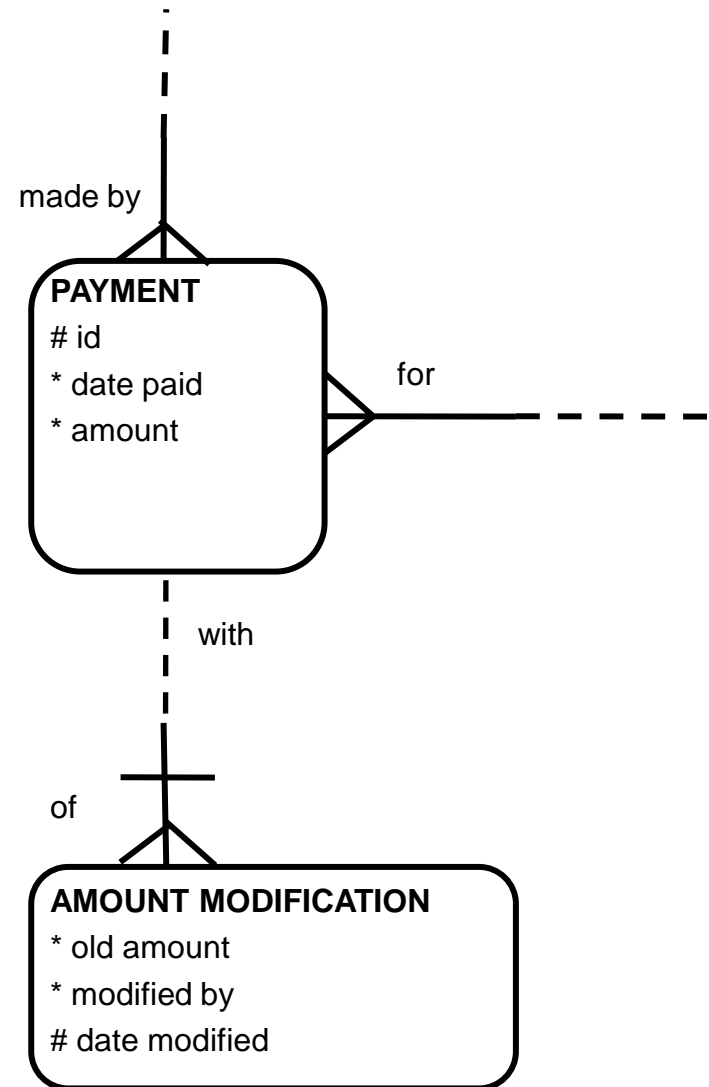 made by
PAYMENT
# id
* date paid
* amount
for
with
of
AMOUNT MODIFICATION
* old amount
* modified by
# date modified